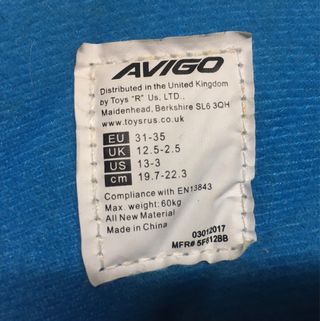 AVIGO
Distributed in the United Kingdom
by Toys "R" Us, LTD.,
Maidenhead, Berkshire SL6 3QH
www.toysrus.co.uk
EU 31-35
UK 12.5-2.5
US 13-3
cm 19.7-22.3
Compliance with EN13843
Max. weight: 60kg
All New Material
Made in China
03012017
MFR# 5F612BB